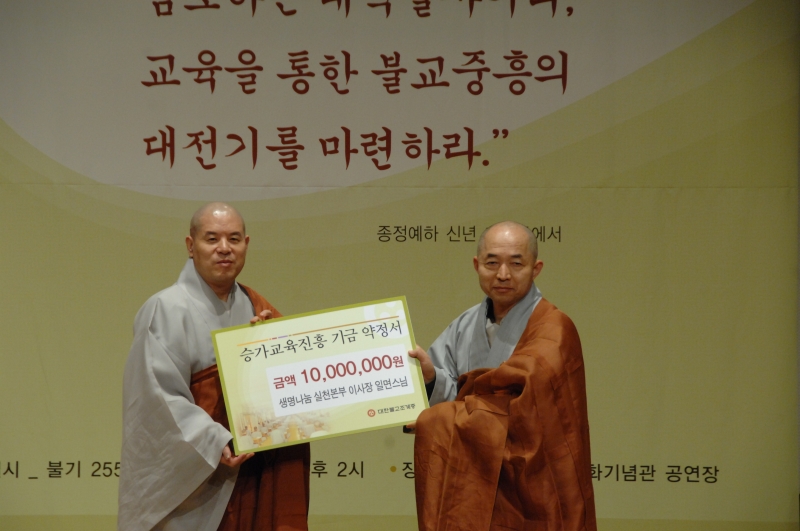 교육을 통한 불교중흥의
대전기를 마련하라.”
종정예하 신년 에서
승가교육진흥 기금 약정서
금액 10,000,000원
생명나눔 실천본부 이사장 일면스님
대한불교조계종
시 _ 불기 255 후 2시 • 장 화기념관 공연장